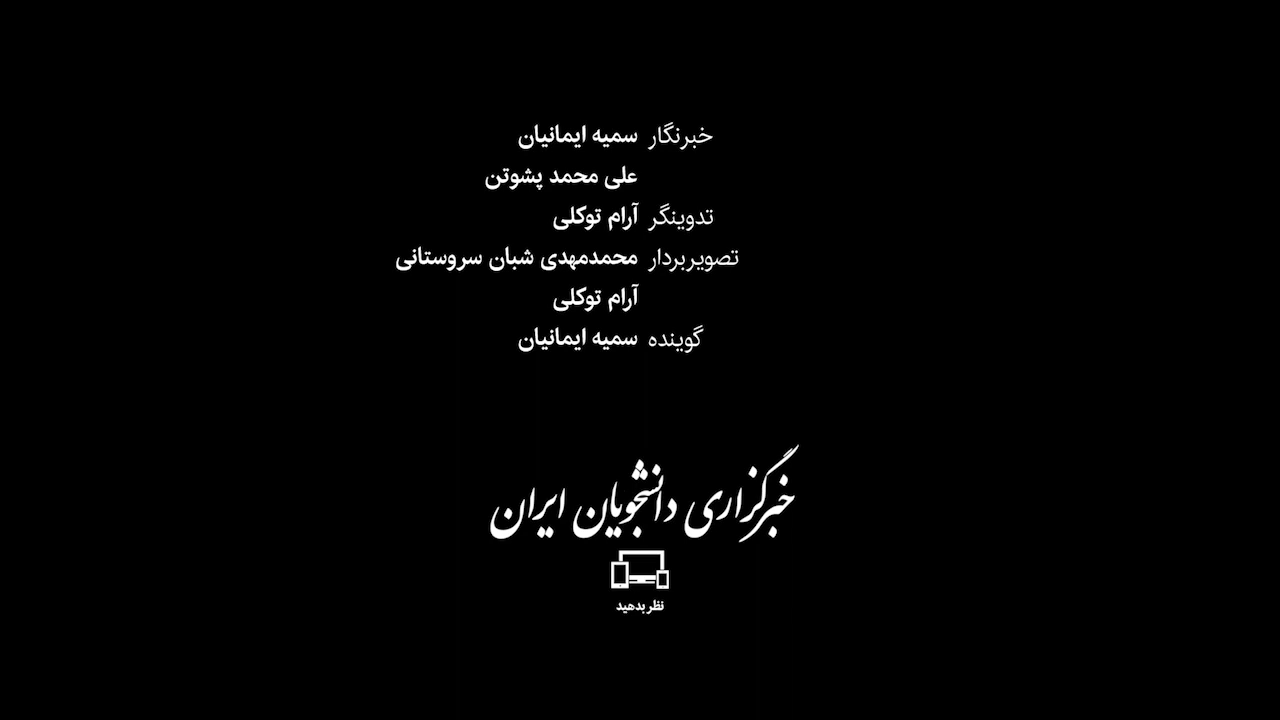 خبرنگار سمیه ایمانیان
علی محمد پشوتن
تدوینگر آرام توکلی
تصویربردار محمدمهدی شبان سروستانی
آرام توکلی
گوینده سمیه ایمانیان
خبرگزاری دانشجویان ایران
نظر بدهید